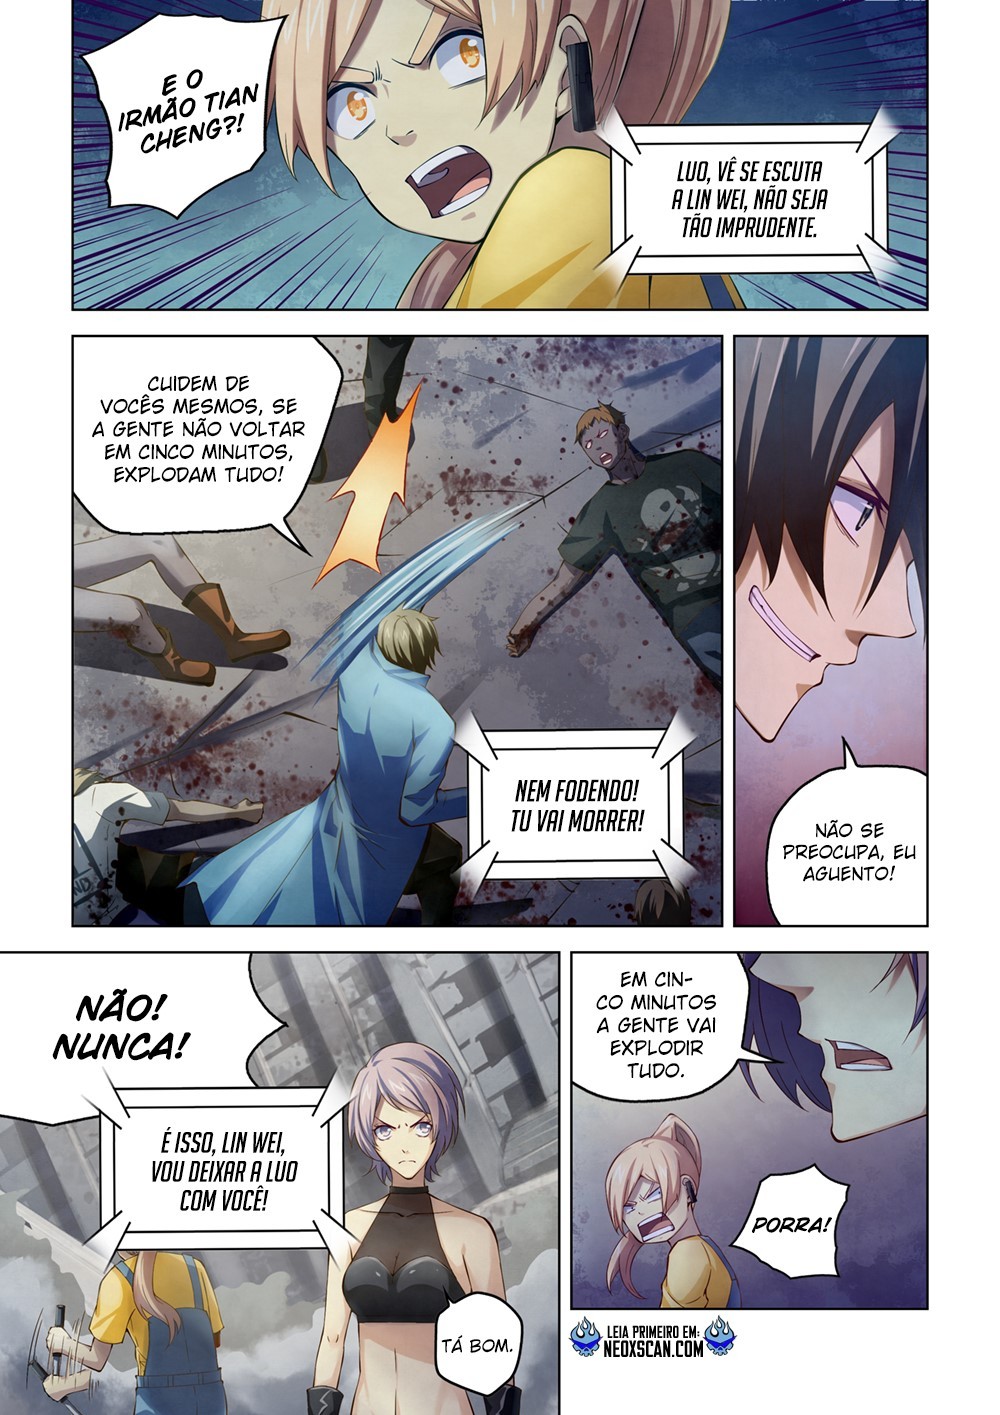 E O
IRMÃO TIAN
CHENG?!
LUO, VÊ SE ESCUTA
A LIN WEI, NÃO SEJA
TÃO IMPRUDENTE.
CUIDEM DE
VOCÊS MESMOS, SE
A GENTE NÃO VOLTAR
EM CINCO MINUTOS,
EXPLODAM TUDO!
NEM FODENDO!
TU VAI MORRER!
NÃO SE
PREOCUPA, EU
AGUENTO!
NÃO!
NUNCA!
É ISSO, LIN WEI,
VOU DEIXAR A LUO
COM VOCÊ!
TÁ BOM.
EM CIN-
CO MINUTOS
A GENTE VAI
EXPLODIR
TUDO.
PORRA!
LEIA PRIMEIRO EM:
NEOXSCAN.COM